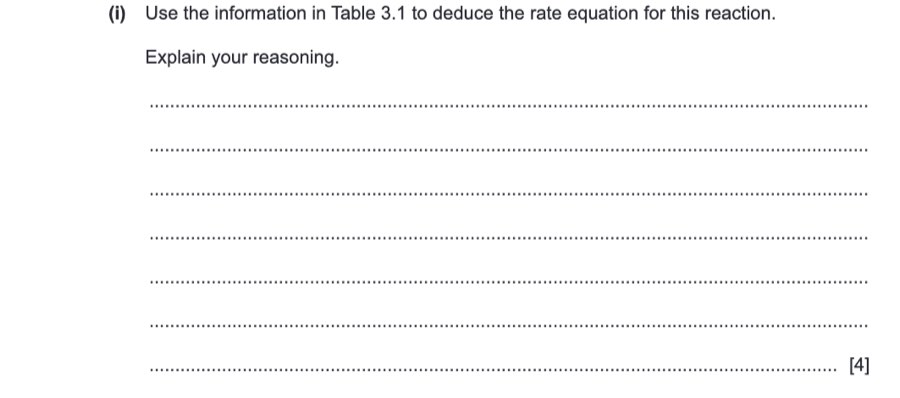 (i) Use the information in Table 3.1 to deduce the rate equation for this reaction.
Explain your reasoning.
[4]